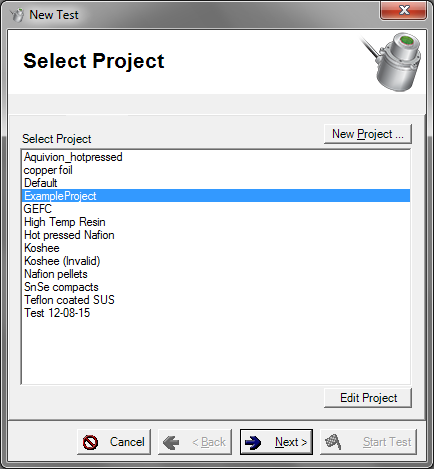 New Test
Select Project
Select Project
New Project ...
Aquivion_hotpressed
copper foil
Default
ExampleProject
GEFC
High Temp Resin
Hot pressed Nafion
Koshee
Koshee (Invalid)
Nafion pellets
SnSe compacts
Teflon coated SUS
Test 12-08-15
Edit Project
Cancel
< Back
Next >
Start Test